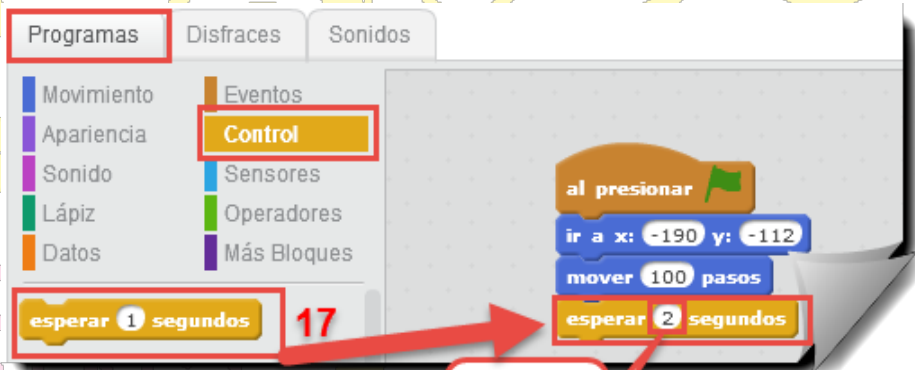 Programas Disfraces Sonidos
Movimiento Eventos
Apariencia Control
Sonido Sensores
Lápiz Operadores
Datos Más Bloques
esperar 1 segundos
17
al presionar
ir a x: -190 y: -112
mover 100 pasos
esperar 2 segundos